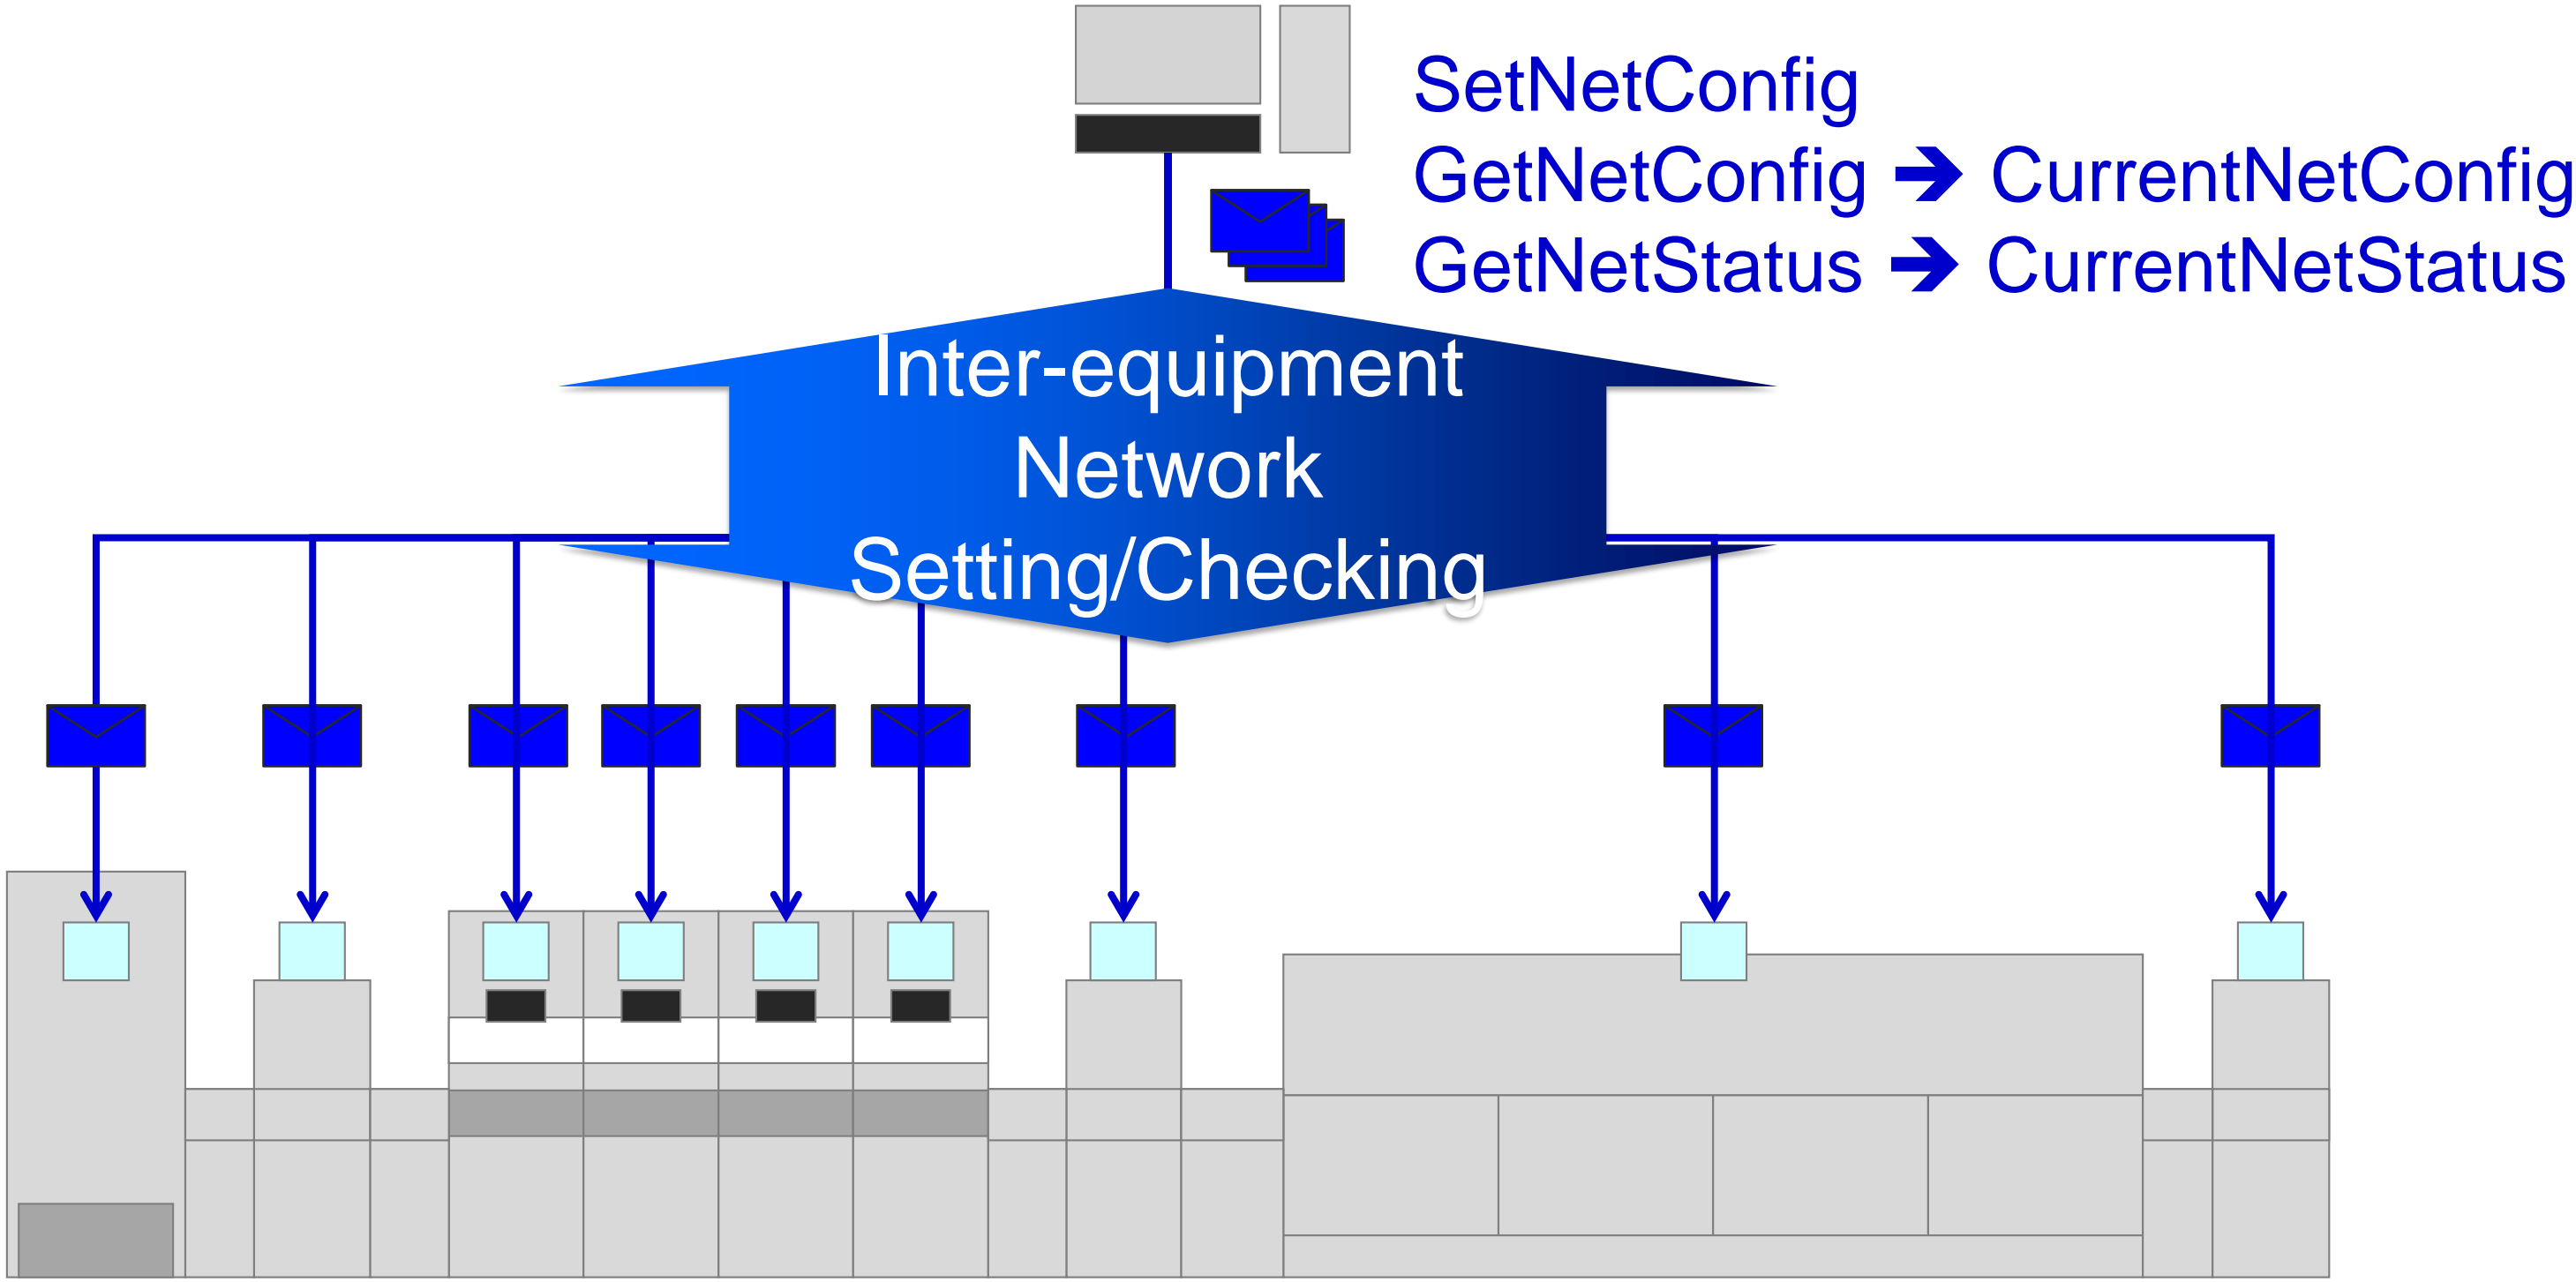 SetNetConfig
GetNetConfig ➔ CurrentNetConfig
GetNetStatus ➔ CurrentNetStatus
Inter-equipment
Network
Setting/Checking